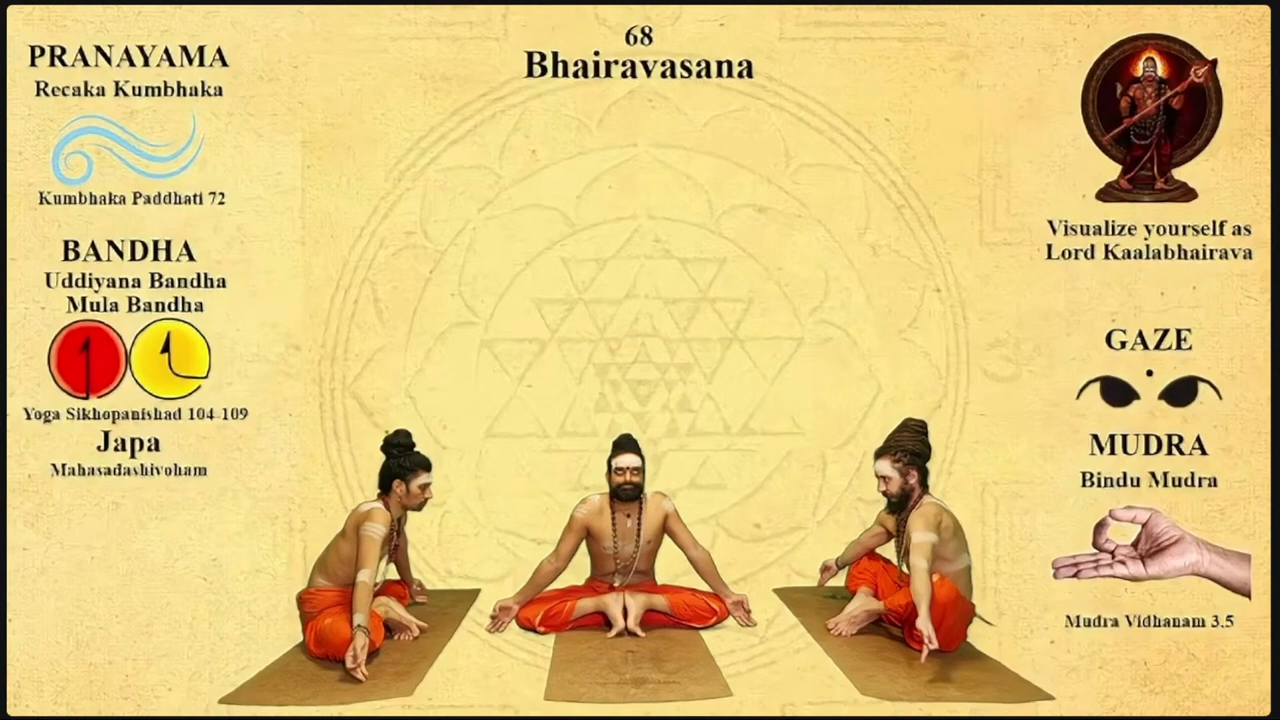 68
Bhairavasana
PRANAYAMA
Recaka Kumbhaka
Kumbhaka Paddhati 72
BANDHA
Uddiyana Bandha
Mula Bandha
Yoga Sikhopanishad 104-109
Japa
Mahasadashivoham
Visualize yourself as
Lord Kaalabhairava
GAZE
MUDRA
Bindu Mudra
Mudra Vidhanam 3.5